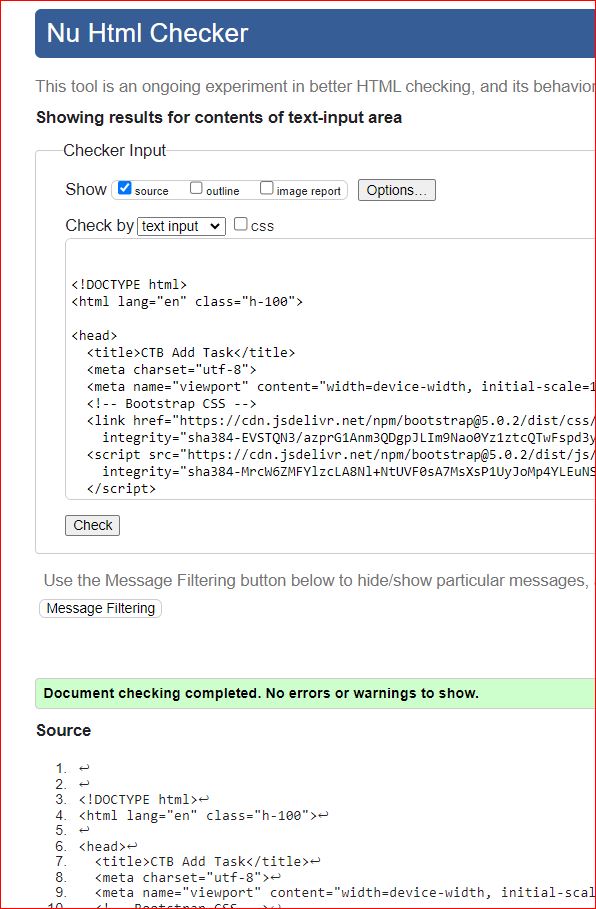 Nu Html Checker
This tool is an ongoing experiment in better HTML checking, and its behavior
Showing results for contents of text-input area
Checker Input
Show source outline image report Options...
Check by text input css
<!DOCTYPE html>
<html lang="en" class="h-100">
<head>
<title>CTB Add Task</title>
<meta charset="utf-8">
<meta name="viewport" content="width=device-width, initial-scale=1
<!-- Bootstrap CSS -->
<link href="https://cdn.jsdelivr.net/npm/bootstrap@5.0.2/dist/css/
integrity="sha384-EVSTQN3/azprG1Anm3QDgpJLIm9Nao0Yz1ztcQTwFspd3y
<script src="https://cdn.jsdelivr.net/npm/bootstrap@5.0.2/dist/js/
integrity="sha384-MrcW6ZMFYlzcLA8Nl+NtUVF0sA7MsXsP1UyJoMp4YLEuNS
</script>
Check
Use the Message Filtering button below to hide/show particular messages,
Message Filtering
Document checking completed. No errors or warnings to show.
Source
1. ↩
2. ↩
3. <!DOCTYPE html>↩
4. <html lang="en" class="h-100">↩
5. ↩
6. <head>↩
7. <title>CTB Add Task</title>↩
8. <meta charset="utf-8">↩
9. <meta name="viewport" content="width=device-width, initial-scal
10. <!-- Bootstrap CSS -->